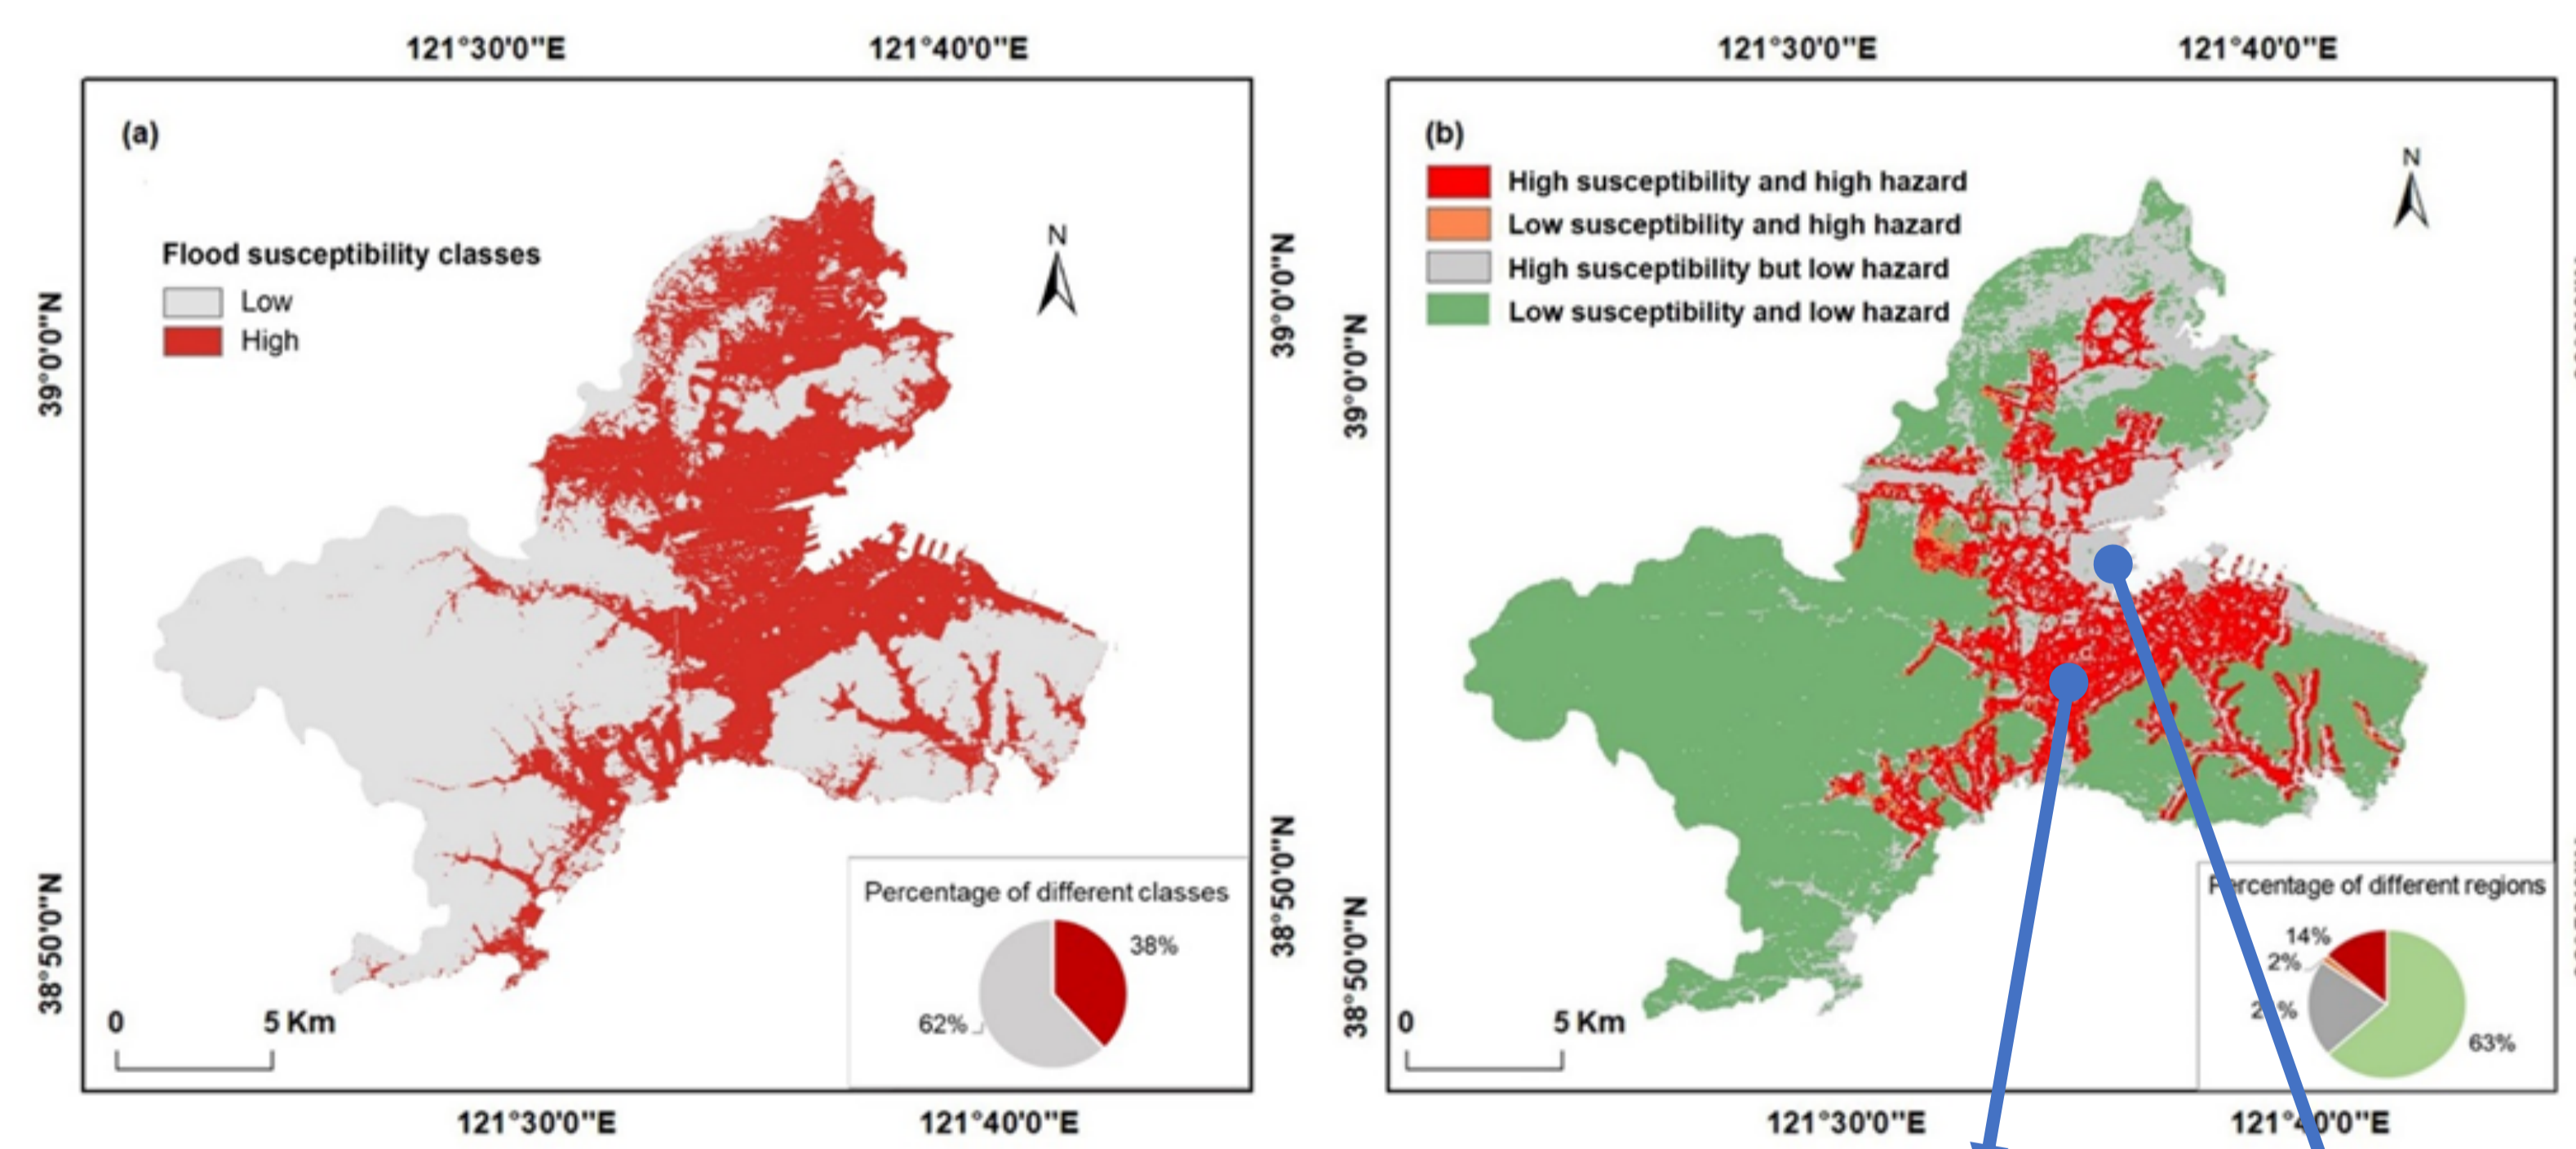 121°30'0"E 121°40'0"E
(a)
N
Flood susceptibility classes
Low
High
39°0'0"N
39°0'0"N
38°50'0"N
38°50'0"N
Percentage of different classes
38%
62%
0 5 Km
121°30'0"E 121°40'0"E
121°30'0"E 121°40'0"E
(b)
N
High susceptibility and high hazard
Low susceptibility and high hazard
High susceptibility but low hazard
Low susceptibility and low hazard
39°0'0"N
38°50'0"N
Percentage of different regions
14%
2%
63%
0 5 Km
121°30'0"E 121°40'0"E